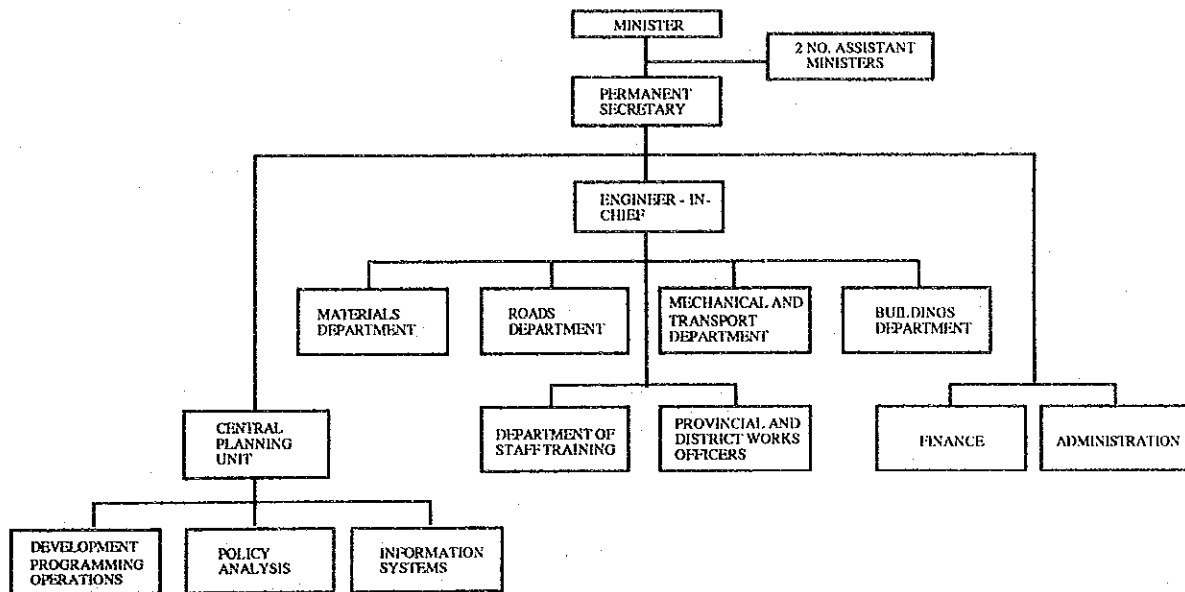 MINISTER
2 NO. ASSISTANT
MINISTERS
PERMANENT
SECRETARY
ENGINEER - IN-
CHIEF
MATERIALS
DEPARTMENT
ROADS
DEPARTMENT
MECHANICAL AND
TRANSPORT
DEPARTMENT
BUILDINGS
DEPARTMENT
CENTRAL
PLANNING
UNIT
DEPARTMENT OF
STAFF TRAINING
PROVINCIAL AND
DISTRICT WORKS
OFFICERS
FINANCE
ADMINISTRATION
DEVELOPMENT
PROGRAMMING
OPERATIONS
POLICY
ANALYSIS
INFORMATION
SYSTEMS